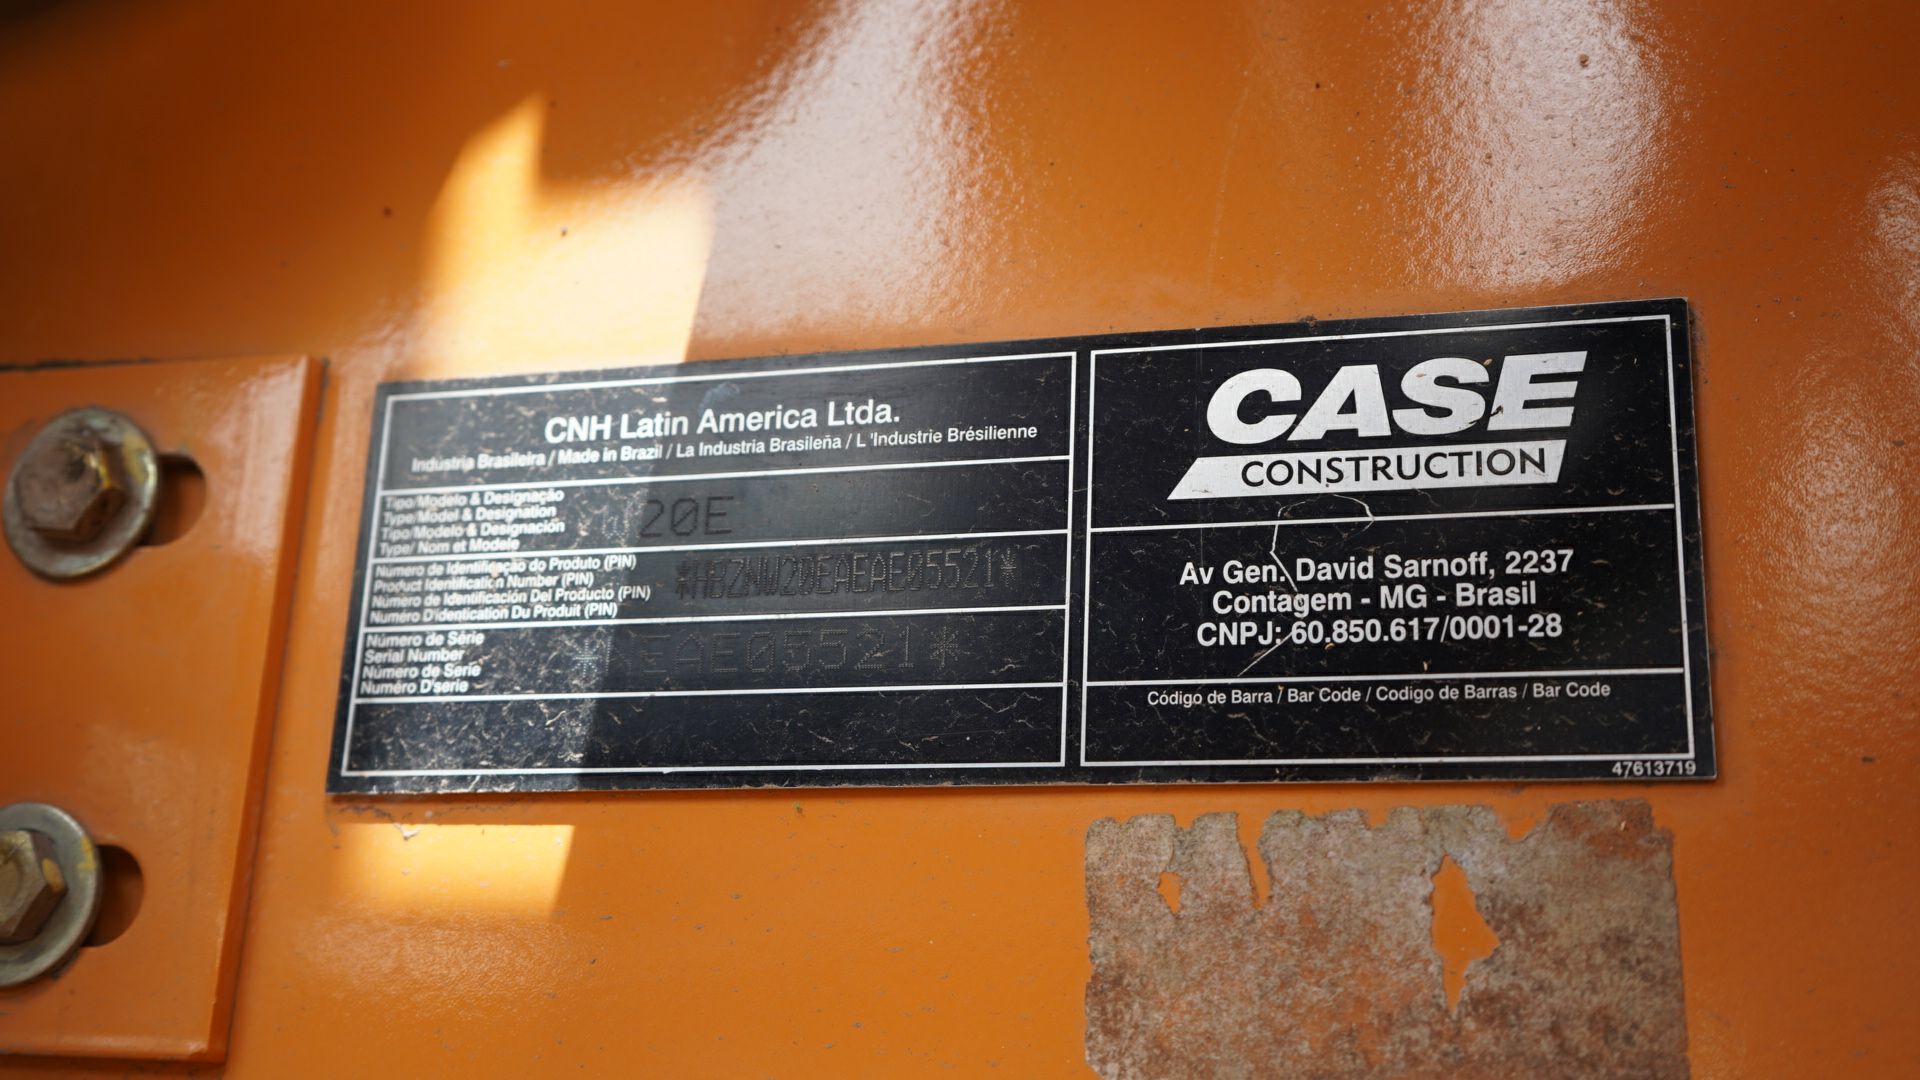 CNH Latin America Ltda.
Indústria Brasileira / Made in Brazil / La Industria Brasileña / L 'Industrie Brésilienne
Tipo/Modelo & Designação
Type/Model & Designation
Tipo/Modelo & Designación
Type/ Nom et Modele
20E
Número de Identificação do Produto (PIN)
Product Identification Number (PIN)
Número de Identificación Del Producto (PIN)
Numéro D'identication Du Produit (PIN)
*HBZNW20EAEAE05521*
Número de Série
Serial Number
Número de Serie
Numéro D'serie
CASE
CONSTRUCTION
Av Gen. David Sarnoff, 2237
Contagem - MG - Brasil
CNPJ: 60.850.617/0001-28
Código de Barra / Bar Code / Codigo de Barras / Bar Code
47613719